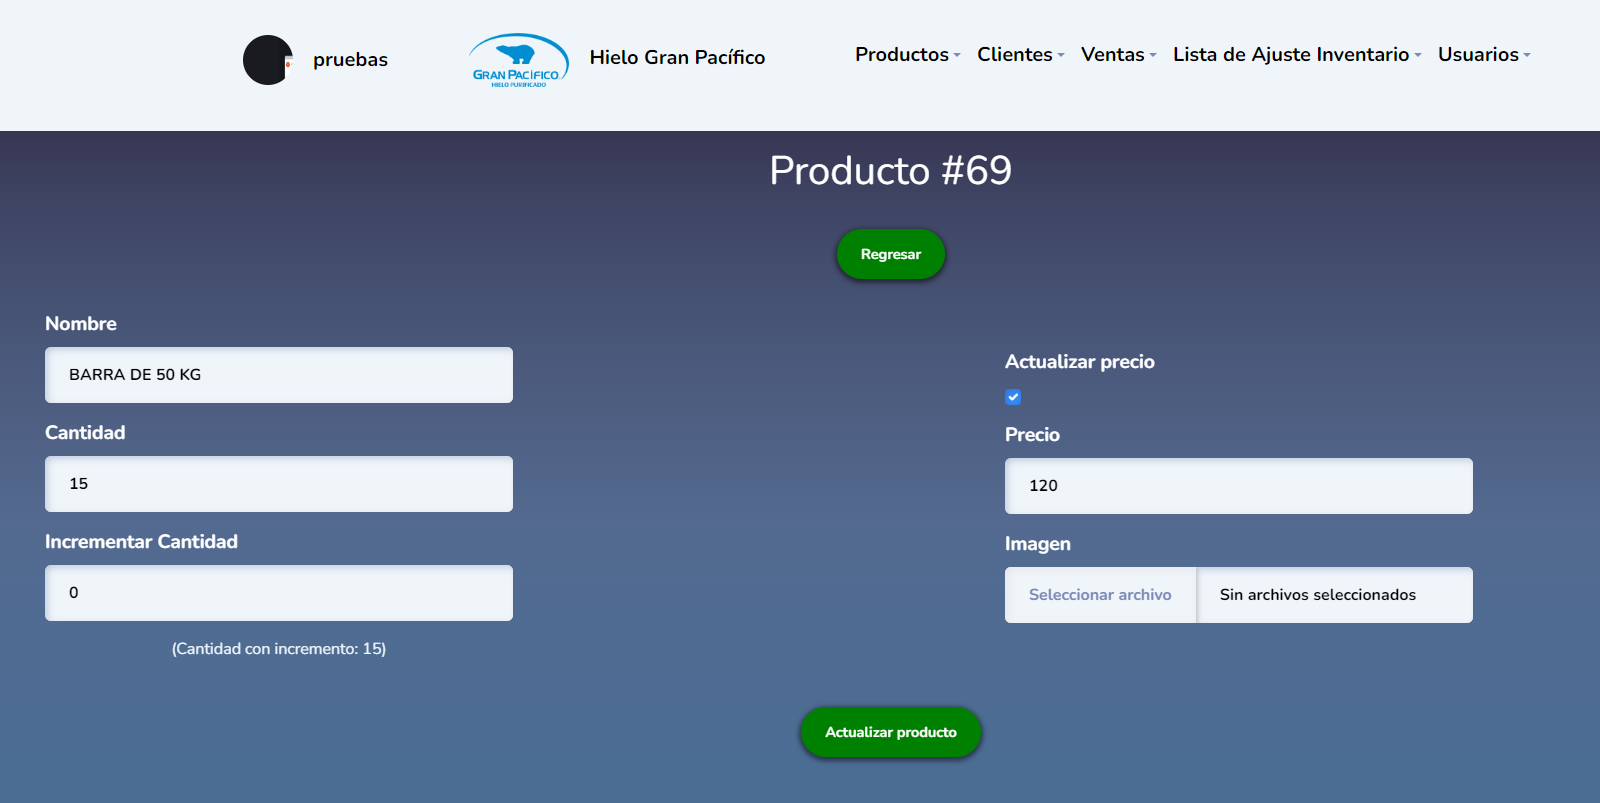 pruebas
GRAN PACÍFICO
HIELO PURIFICADO
Hielo Gran Pacífico
Productos
Clientes
Ventas
Lista de Ajuste Inventario
Usuarios
Producto #69
Regresar
Nombre
BARRA DE 50 KG
Cantidad
15
Incrementar Cantidad
0
(Cantidad con incremento: 15)
Actualizar precio
Precio
120
Imagen
Seleccionar archivo
Sin archivos seleccionados
Actualizar producto